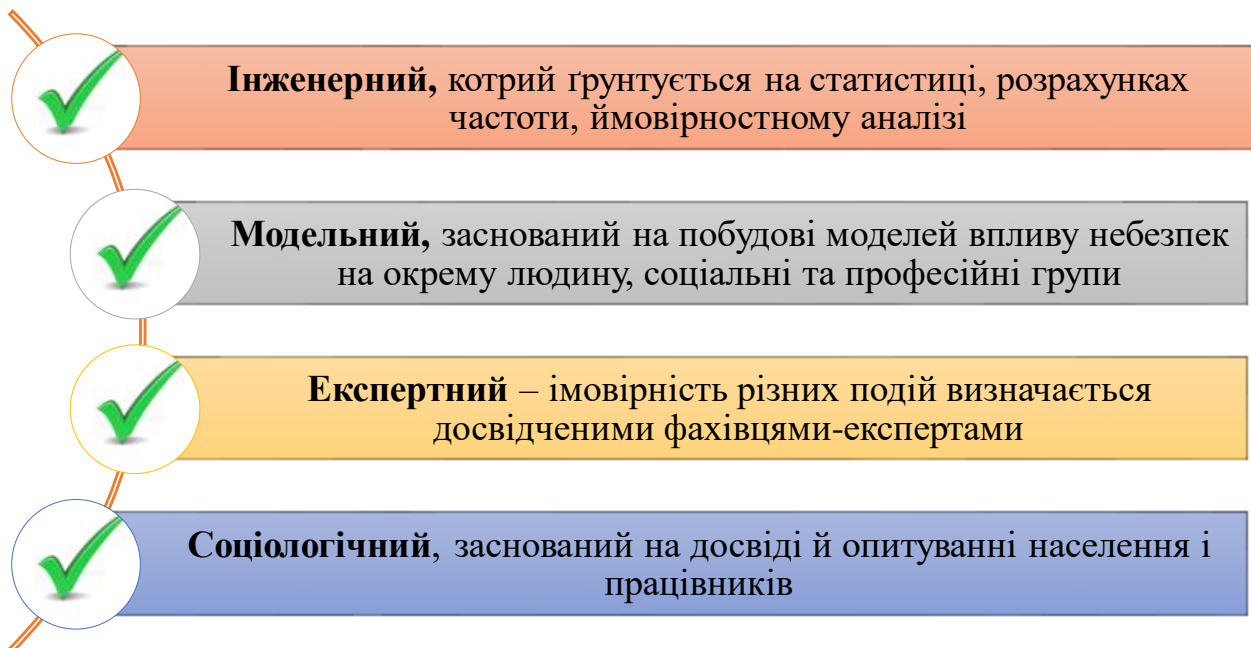 Інженерний, котрий ґрунтується на статистиці, розрахунках
частоти, ймовірностному аналізі
Модельний, заснований на побудові моделей впливу небезпек
на окрему людину, соціальні та професійні групи
Експертний – імовірність різних подій визначається
досвідченими фахівцями-експертами
Соціологічний, заснований на досвіді й опитуванні населення і
працівників